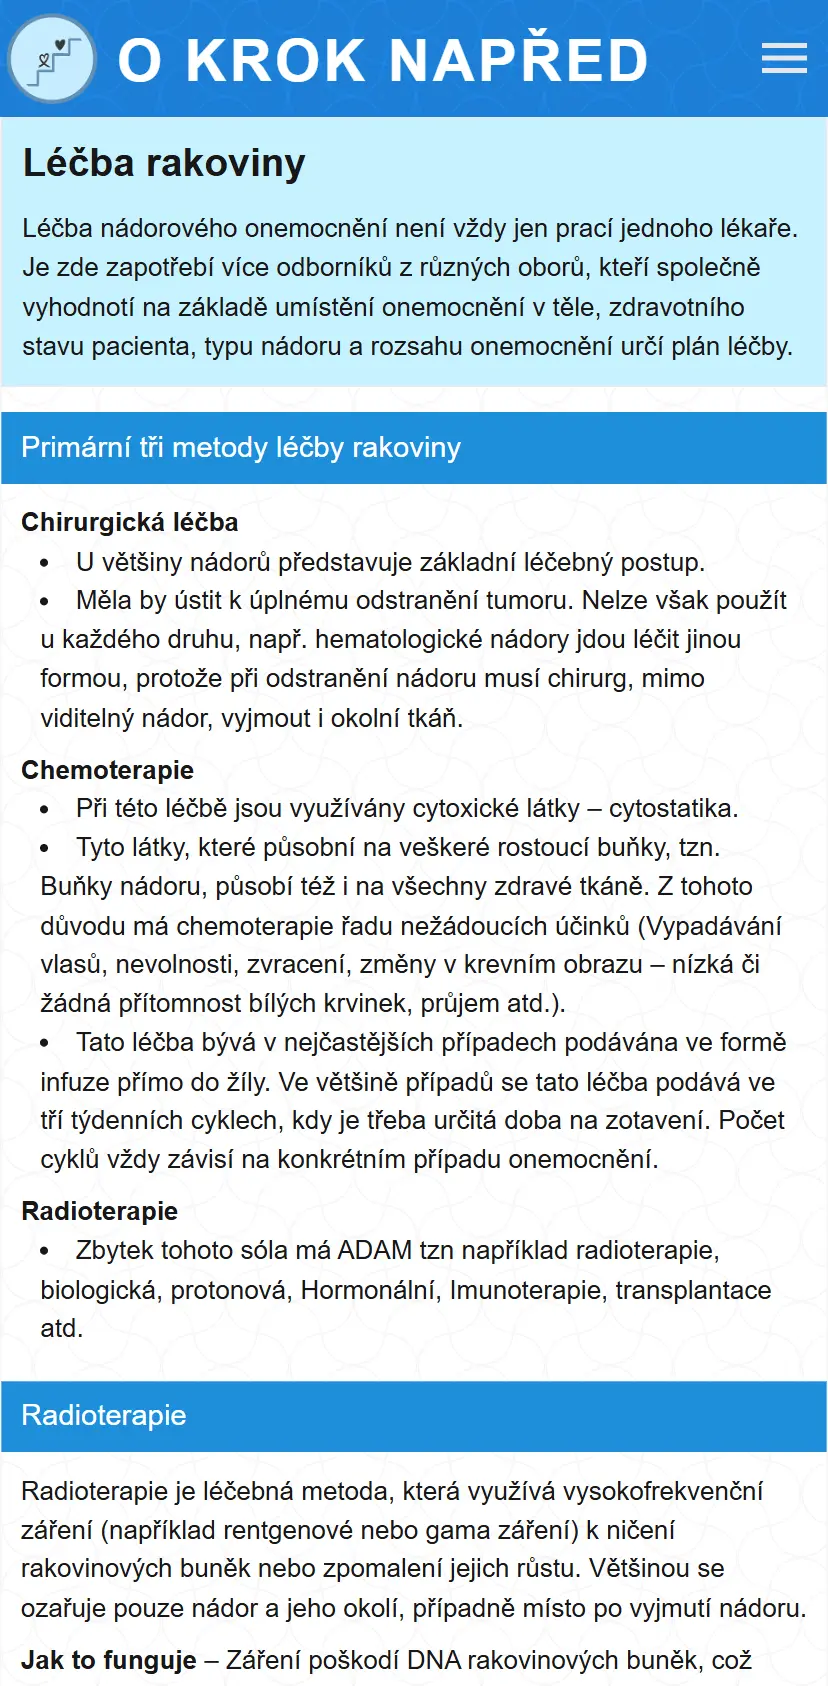 O KROK NAPŘED
Léčba rakoviny
Léčba nádorového onemocnění není vždy jen prací jednoho lékaře.
Je zde zapotřebí více odborníků z různých oborů, kteří společně
vyhodnotí na základě umístění onemocnění v těle, zdravotního
stavu pacienta, typu nádoru a rozsahu onemocnění určí plán léčby.
Primární tři metody léčby rakoviny
Chirurgická léčba
• U většiny nádorů představuje základní léčebný postup.
• Měla by ústit k úplnému odstranění tumoru. Nelze však použít
u každého druhu, např. hematologické nádory jdou léčit jinou
formou, protože při odstranění nádoru musí chirurg, mimo
viditelný nádor, vyjmout i okolní tkáň.
Chemoterapie
• Při této léčbě jsou využívány cytoxické látky – cytostatika.
• Tyto látky, které působní na veškeré rostoucí buňky, tzn.
Buňky nádoru, působí též i na všechny zdravé tkáně. Z tohoto
důvodu má chemoterapie řadu nežádoucích účinků (Vypadávání
vlasů, nevolnosti, zvracení, změny v krevním obrazu – nízká či
žádná přítomnost bílých krvinek, průjem atd.).
• Tato léčba bývá v nejčastějších případech podávána ve formě
infuze přímo do žíly. Ve většině případů se tato léčba podává ve
tří týdenních cyklech, kdy je třeba určitá doba na zotavení. Počet
cyklů vždy závisí na konkrétním případu onemocnění.
Radioterapie
• Zbytek tohoto sóla má ADAM tzn například radioterapie,
biologická, protonová, Hormonální, Imunoterapie, transplantace
atd.
Radioterapie
Radioterapie je léčebná metoda, která využívá vysokofrekvenční
záření (například rentgenové nebo gama záření) k ničení
rakovinových buněk nebo zpomalení jejich růstu. Většinou se
ozařuje pouze nádor a jeho okolí, případně místo po vyjmutí nádoru.
Jak to funguje – Záření poškodí DNA rakovinových buněk, což